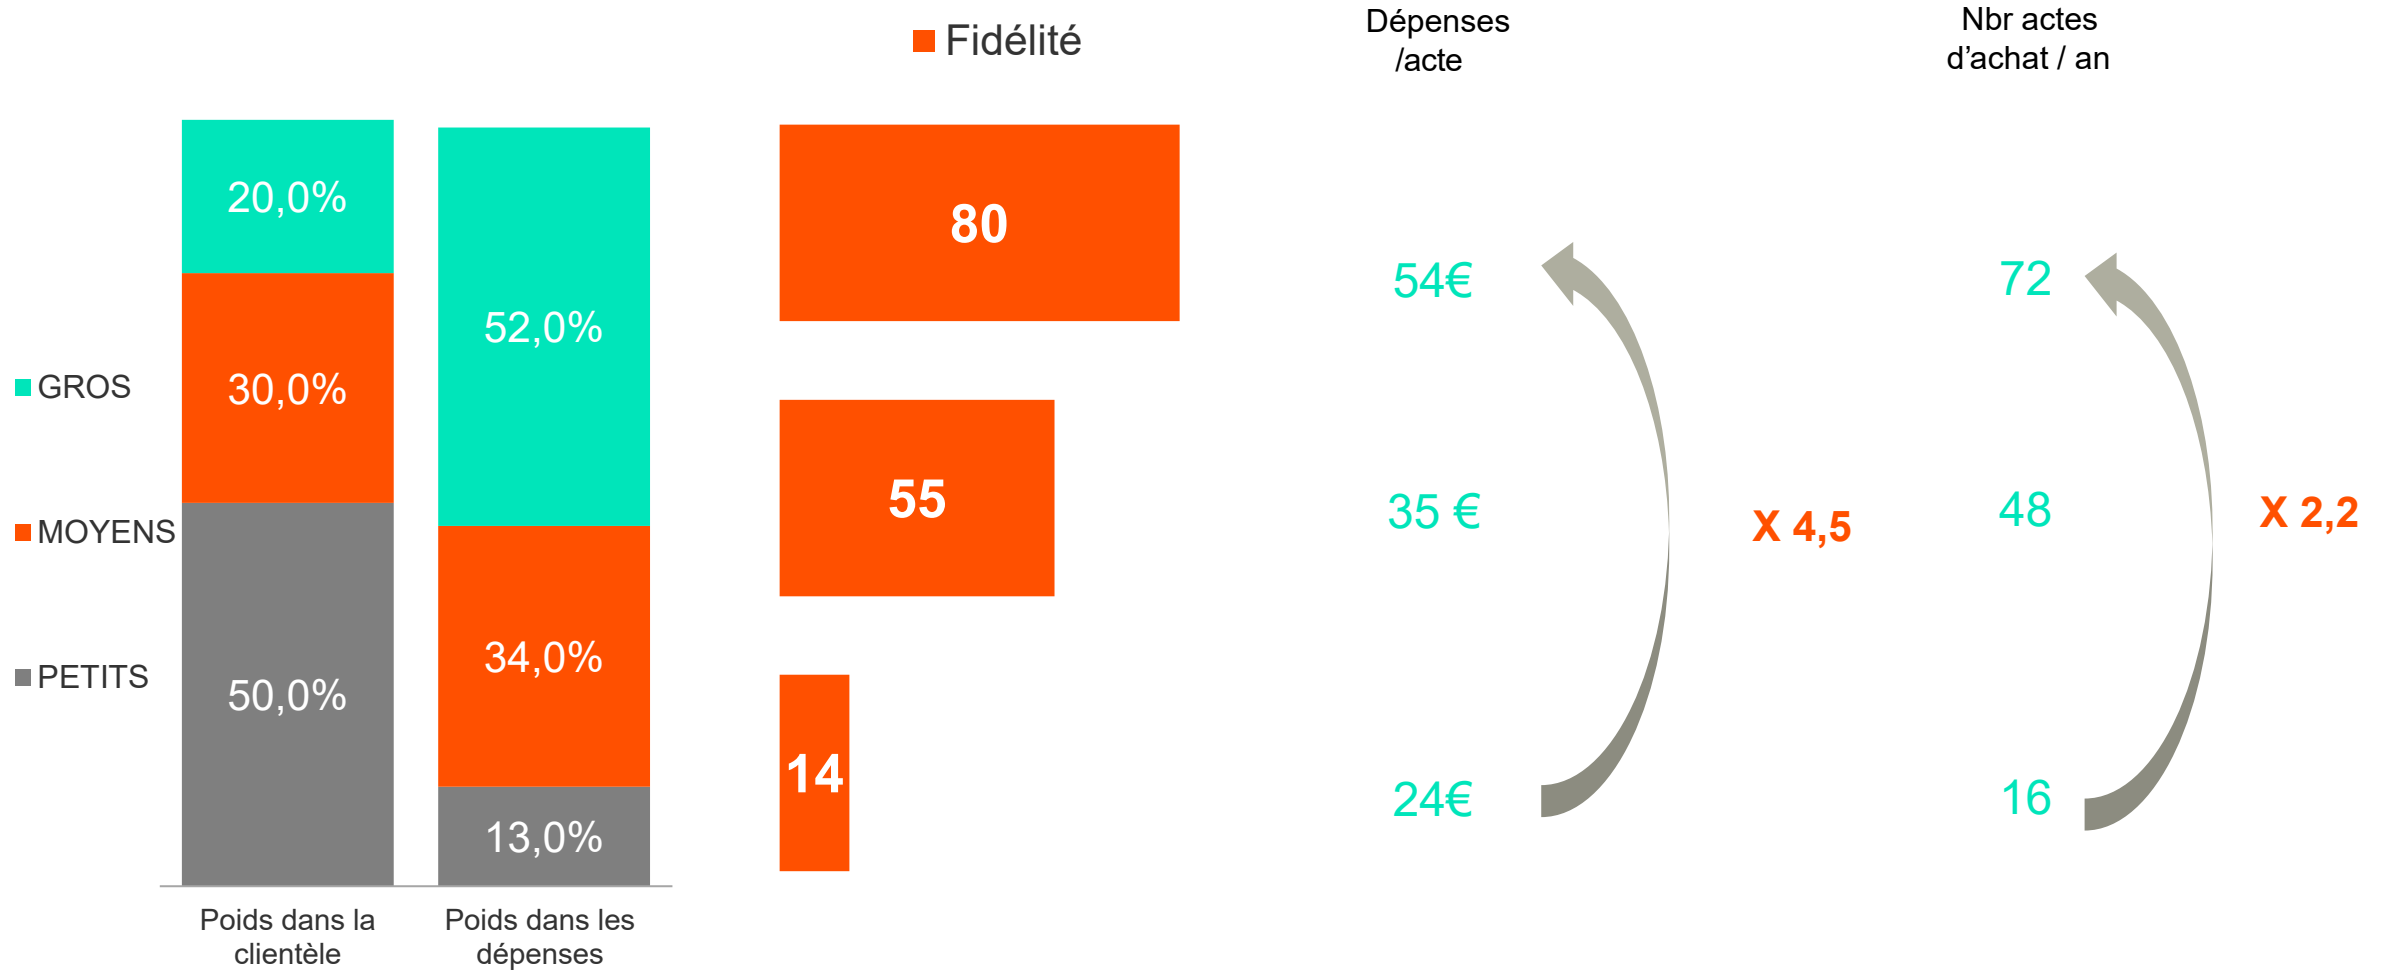 Fidélité
Dépenses
/acte
Nbr actes
d’achat / an
GROS
MOYENS
PETITS
20,0%
30,0%
50,0%
52,0%
34,0%
13,0%
Poids dans la
clientèle
Poids dans les
dépenses
80
55
14
54€
35 €
24€
X 4,5
72
48
16
X 2,2